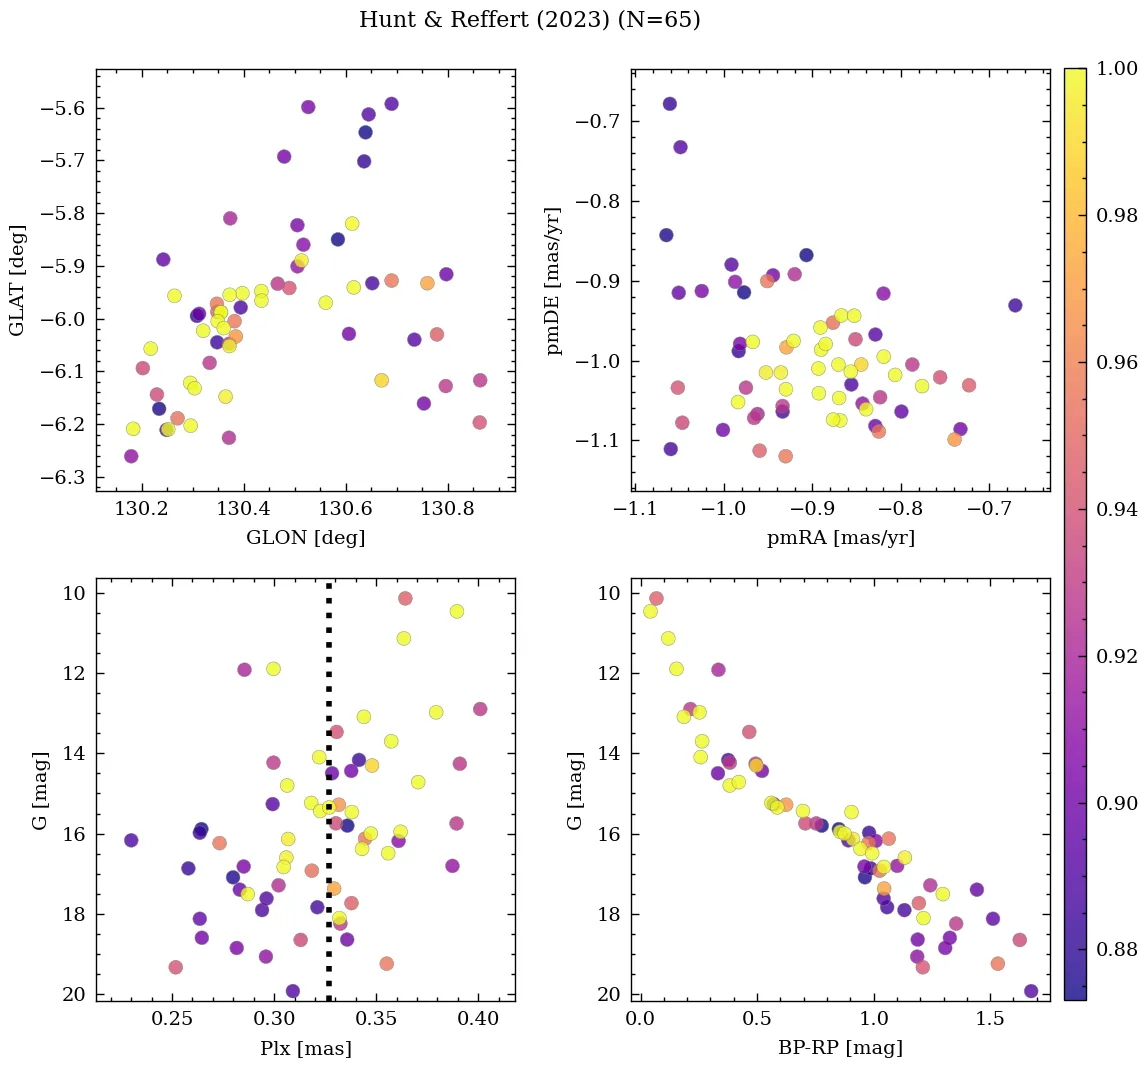 Hunt & Reffert (2023) (N=65)
−5.6
−5.7
−5.8
−5.9
−6.0
−6.1
−6.2
−6.3
GLAT [deg]
130.2 130.4 130.6 130.8
GLON [deg]
−0.7
−0.8
−0.9
−1.0
−1.1
pmDE [mas/yr]
−1.1 −1.0 −0.9 −0.8 −0.7
pmRA [mas/yr]
10
12
14
16
18
20
G [mag]
0.25 0.30 0.35 0.40
Plx [mas]
10
12
14
16
18
20
G [mag]
0.0 0.5 1.0 1.5
BP-RP [mag]
1.00
0.98
0.96
0.94
0.92
0.90
0.88